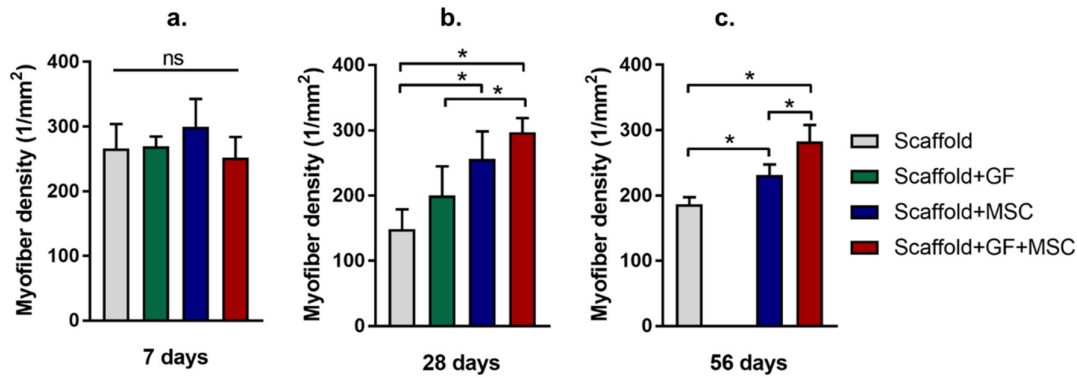 a.
Myofiber density (1/mm²)
400
300
200
100
0
ns
7 days
b.
Myofiber density (1/mm²)
400
300
200
100
0
*
*
*
28 days
c.
Myofiber density (1/mm²)
400
300
200
100
0
*
*
*
56 days
Scaffold
Scaffold+GF
Scaffold+MSC
Scaffold+GF+MSC